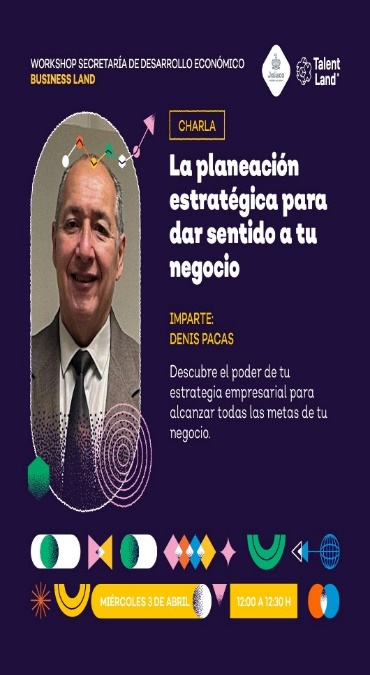 WORKSHOP SECRETARÍA DE DESARROLLO ECONÓMICO
BUSINESS LAND
Jalisco
Talent
Land
CHARLA
La planeación
estratégica para
dar sentido a tu
negocio
IMPARTE:
DENIS PACAS
Descubre el poder de tu
estrategia empresarial para
alcanzar todas las metas de tu
negocio.
MIÉRCOLES 3 DE ABRIL
12:00 A 12:30 H